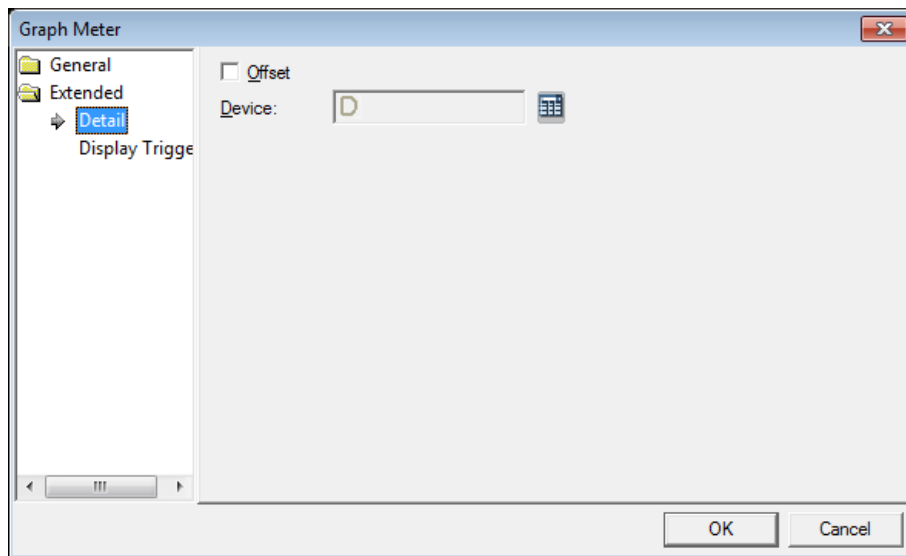 Graph Meter
General
Extended
Detail
Display Trigge
Offset
Device:
D
OK
Cancel